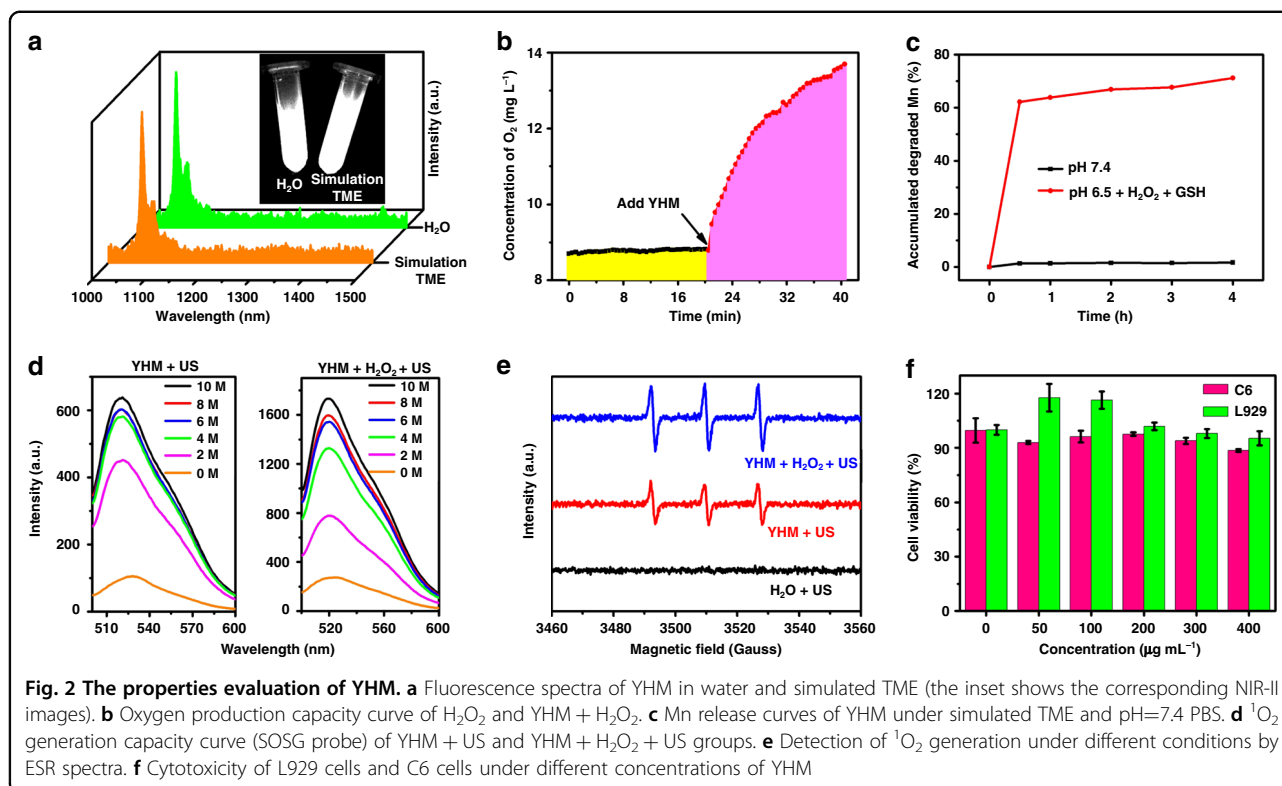 a
Intensity (a.u.)
H₂O
Simulation
TME
H₂O
Simulation
TME
1000 1100 1200 1300 1400 1500
Wavelength (nm)
b
Concentration of O₂ (mg L⁻¹)
14
12
10
8
Add YHM
0 8 16 24 32 40
Time (min)
c
Accumulated degraded Mn (%)
80
60
40
20
0
pH 7.4
pH 6.5 + H₂O₂ + GSH
0 1 2 3 4
Time (h)
d
YHM + US
Intensity (a.u.)
600
400
200
0
10 M
8 M
6 M
4 M
2 M
0 M
510 540 570 600
YHM + H₂O₂ + US
1600
1200
800
400
0
10 M
8 M
6 M
4 M
2 M
0 M
520 560 600
Wavelength (nm)
e
Intensity (a.u.)
YHM + H₂O₂ + US
YHM + US
H₂O + US
3460 3480 3510 3540 3560
Magnetic field (Gauss)
f
Cell viability (%)
120
90
60
30
0
C6
L929
0 50 100 200 300 400
Concentration (μg mL⁻¹)
Fig. 2 The properties evaluation of YHM. a Fluorescence spectra of YHM in water and simulated TME (the inset shows the corresponding NIR-II
images). b Oxygen production capacity curve of H₂O₂ and YHM + H₂O₂. c Mn release curves of YHM under simulated TME and pH=7.4 PBS. d ¹O₂
generation capacity curve (SOSG probe) of YHM + US and YHM + H₂O₂ + US groups. e Detection of ¹O₂ generation under different conditions by
ESR spectra. f Cytotoxicity of L929 cells and C6 cells under different concentrations of YHM